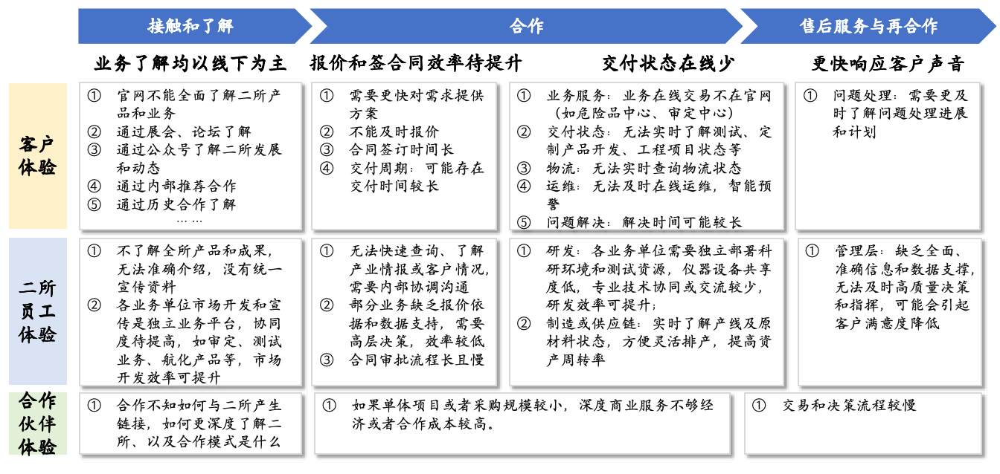 接触和了解
合作
售后服务与再合作
业务了解均以线下为主
报价和签合同效率待提升
交付状态在线少
更快响应客户声音
客户
体验
① 官网不能全面了解二所产
品和业务
② 通过展会、论坛了解
③ 通过公众号了解二所发展
和动态
④ 通过内部推荐合作
⑤ 通过历史合作了解
……
① 需要更快对需求提供
方案
② 不能及时报价
③ 合同签订时间长
④ 交付周期：可能存在
交付时间较长
① 业务服务：业务在线交易不在官网
（如危险品中心、审定中心）
② 交付状态：无法实时了解测试、定
制产品开发、工程项目状态等
③ 物流：无法实时查询物流状态
④ 运维：无法及时在线运维，智能预
警
⑤ 问题解决：解决时间可能较长
① 问题处理：需要更及
时了解问题处理进展
和计划
二所
员工
体验
① 不了解全所产品和成果，
无法准确介绍，没有统一
宣传资料
② 各业务单位市场开发和宣
传是独立业务平台，协同
度待提高，如审定、测试
业务、航化产品等，市场
开发效率可提升
① 无法快速查询、了解
产业情报或客户情况，
需要内部协调沟通
② 部分业务缺乏报价依
据和数据支持，需要
高层决策，效率较低
③ 合同审批流程长且慢
① 研发：各业务单位需要独立部署科
研环境和测试资源，仪器设备共享
度低，专业技术协同或交流较少，
研发效率可提升；
② 制造或供应链：实时了解产线及原
材料状态，方便灵活排产，提高资
产周转率
① 管理层：缺乏全面、
准确信息和数据支撑，
无法及时高质量决策
和指挥，可能会引起
客户满意度降低
合作
伙伴
体验
① 合作不知如何与二所产生
链接，如何更深度了解二
所、以及合作模式是什么
① 如果单体项目或者采购规模较小，深度商业服务不够经
济或者合作成本较高。
① 交易和决策流程较慢